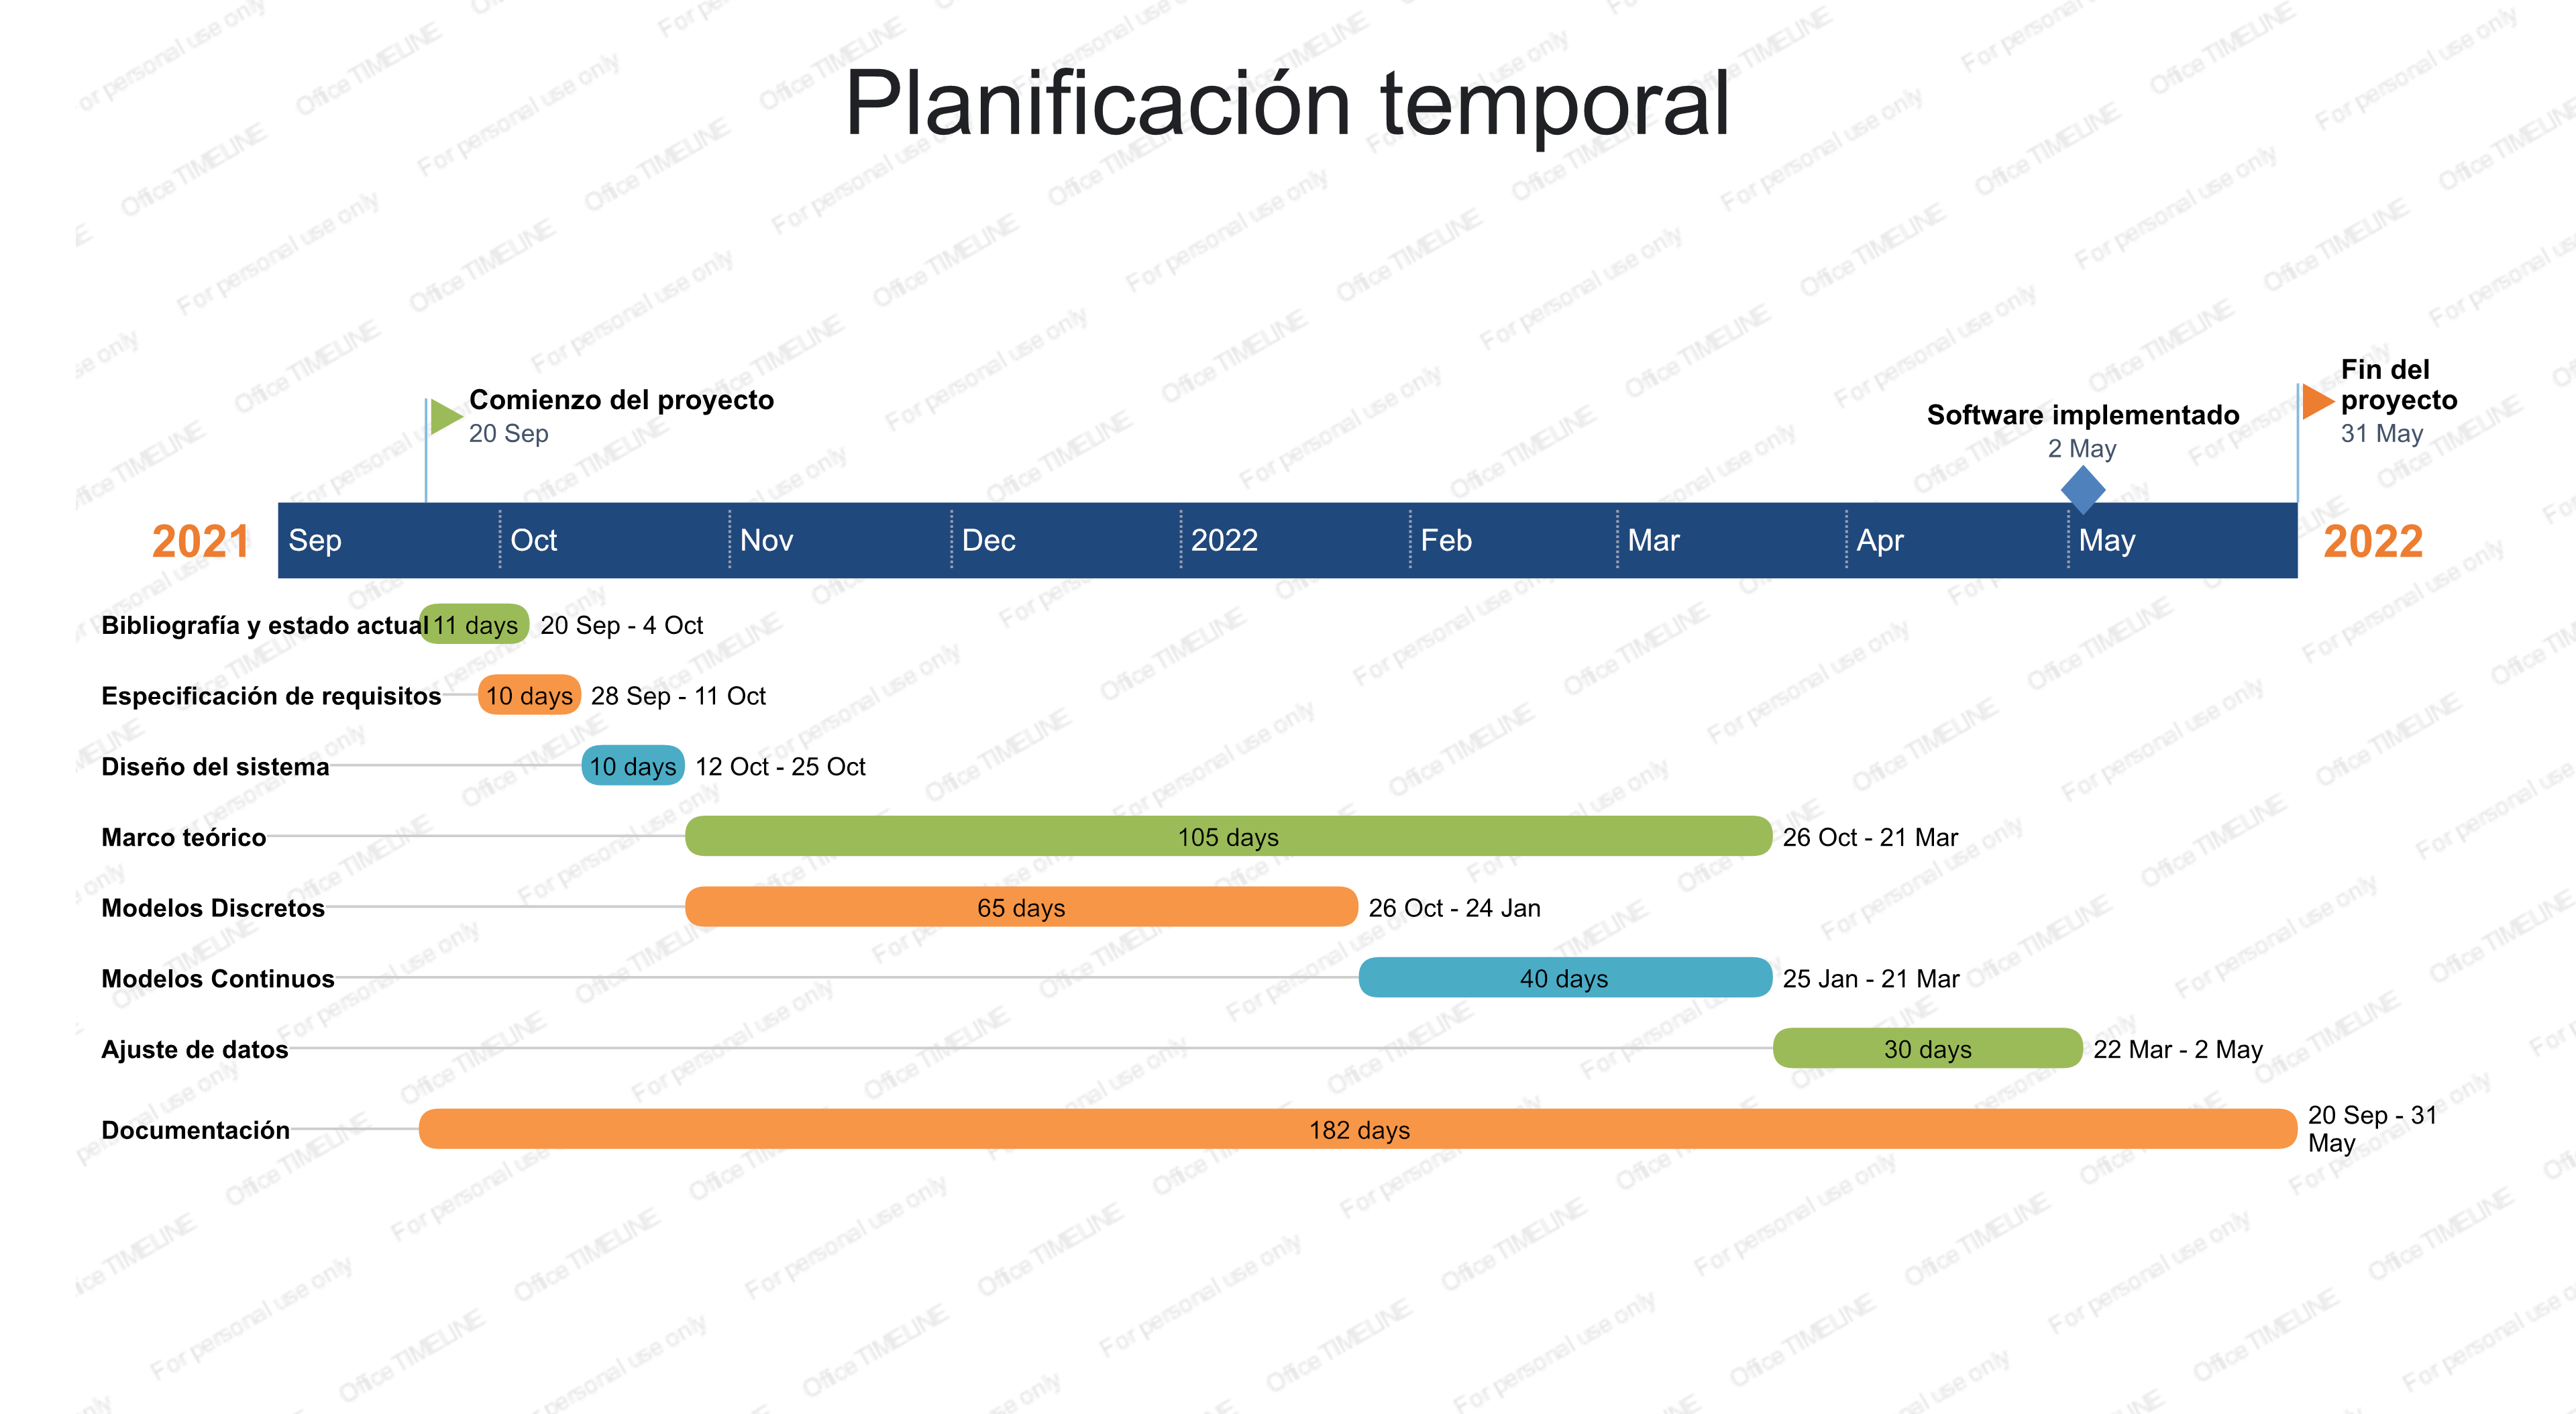 Planificación temporal
Comienzo del proyecto
20 Sep
Software implementado
2 May
Fin del
proyecto
31 May
2021 Sep Oct Nov Dec 2022 Feb Mar Apr May 2022
Bibliografía y estado actual 11 days 20 Sep - 4 Oct
Especificación de requisitos 10 days 28 Sep - 11 Oct
Diseño del sistema 10 days 12 Oct - 25 Oct
Marco teórico 105 days 26 Oct - 21 Mar
Modelos Discretos 65 days 26 Oct - 24 Jan
Modelos Continuos 40 days 25 Jan - 21 Mar
Ajuste de datos 30 days 22 Mar - 2 May
Documentación 182 days 20 Sep - 31
May
Office TIMELINE For personal use only